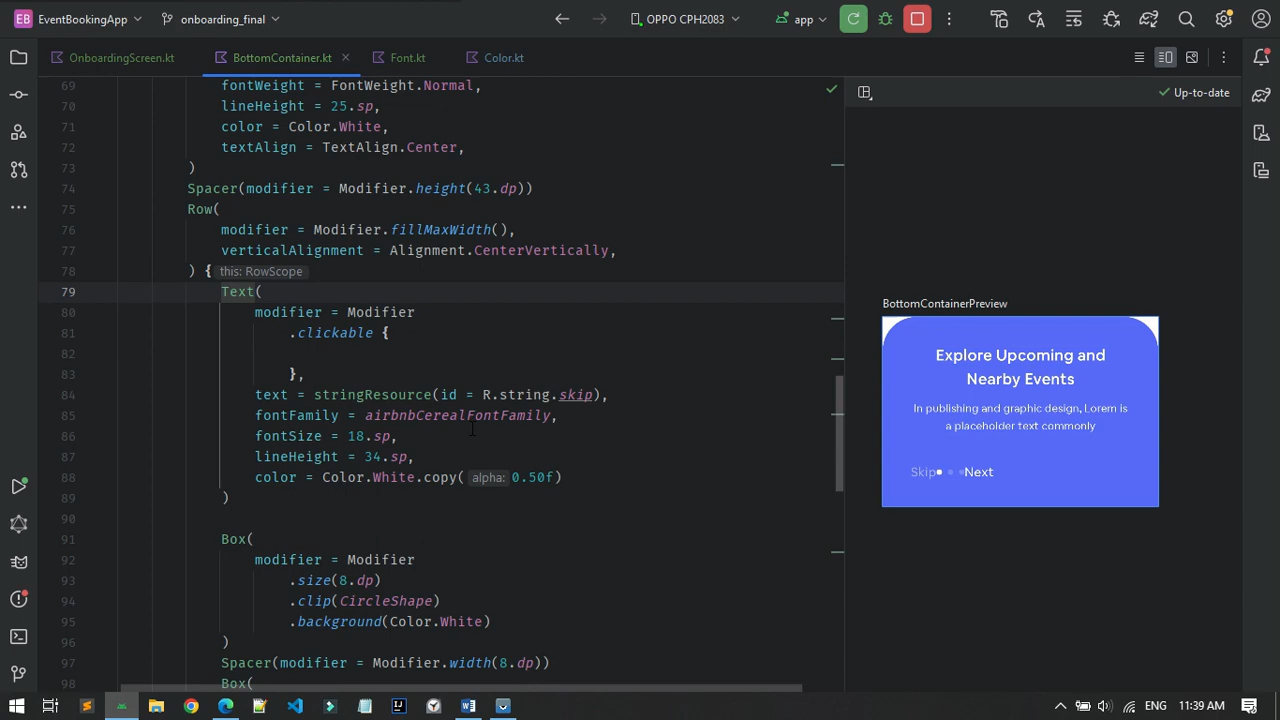 EB EventBookingApp onboarding_final OPPO CPH2083 app
OnboardingScreen.kt BottomContainer.kt Font.kt Color.kt
69 fontWeight = FontWeight.Normal,
70 lineHeight = 25.sp,
71 color = Color.White,
72 textAlign = TextAlign.Center,
73 )
74 Spacer(modifier = Modifier.height(43.dp))
75 Row(
76 modifier = Modifier.fillMaxWidth(),
77 verticalAlignment = Alignment.CenterVertically,
78 ) { this: RowScope
79 Text(
80 modifier = Modifier
81 .clickable {
82
83 },
84 text = stringResource(id = R.string.skip),
85 fontFamily = airbnbCerealFontFamily,
86 fontSize = 18.sp,
87 lineHeight = 34.sp,
88 color = Color.White.copy( alpha: 0.50f)
89 )
90
91 Box(
92 modifier = Modifier
93 .size(8.dp)
94 .clip(CircleShape)
95 .background(Color.White)
96 )
97 Spacer(modifier = Modifier.width(8.dp))
98 Box(
Up-to-date
BottomContainerPreview
Explore Upcoming and
Nearby Events
In publishing and graphic design, Lorem is
a placeholder text commonly
Skip Next
11:39 AM